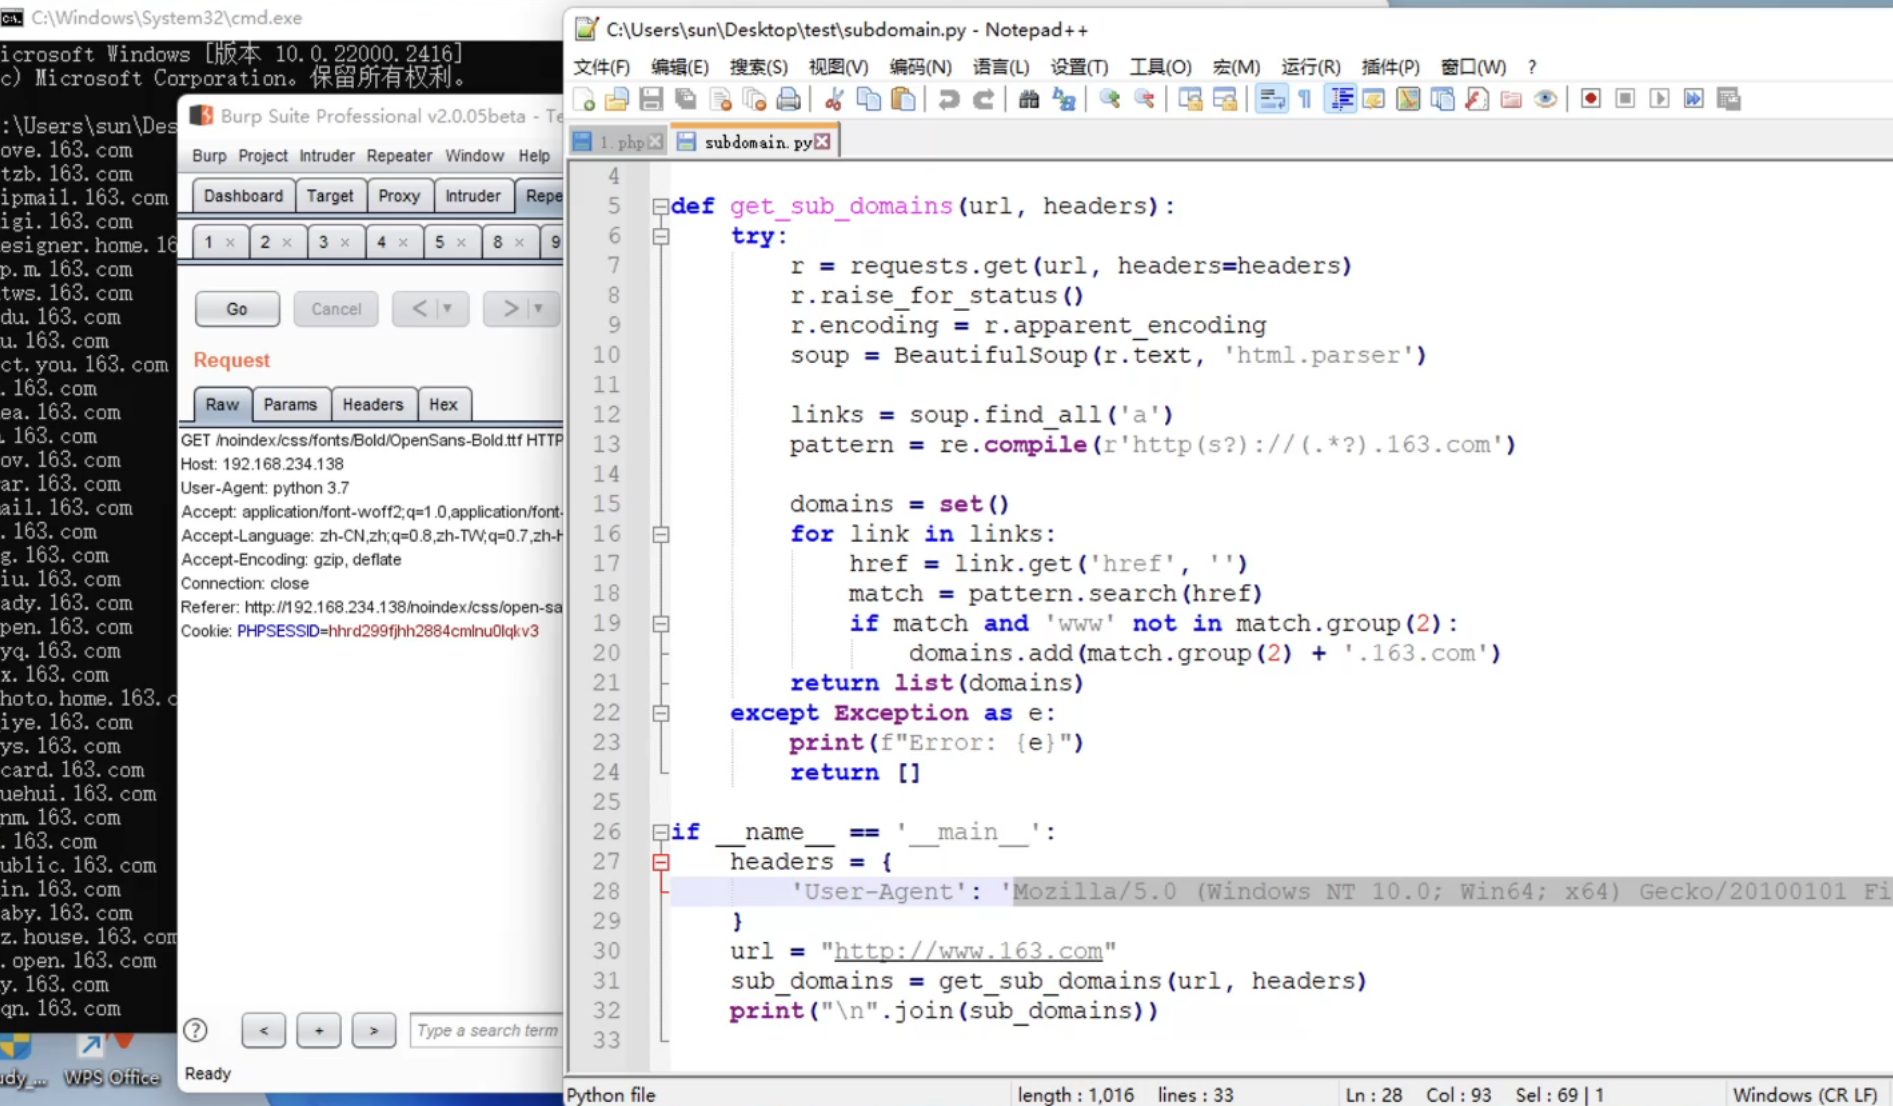 C:\Windows\System32\cmd.exe
icrosoft Windows [版本 10.0.22000.2416]
c) Microsoft Corporation。保留所有权利。
:\Users\sun\Des
ove.163.com
tzb.163.com
ipmail.163.com
igi.163.com
esigner.home.16
p.m.163.com
tws.163.com
du.163.com
u.163.com
ct.you.163.com
.163.com
ea.163.com
.163.com
ov.163.com
ar.163.com
ail.163.com
.163.com
g.163.com
iu.163.com
ady.163.com
pen.163.com
yq.163.com
x.163.com
hoto.home.163.c
iye.163.com
ys.163.com
card.163.com
uehui.163.com
nm.163.com
.163.com
ublic.163.com
in.163.com
aby.163.com
z.house.163.com
.open.163.com
y.163.com
qn.163.com
WPS Office
Burp Suite Professional v2.0.05beta - Te
Burp Project Intruder Repeater Window Help
Dashboard Target Proxy Intruder Repe
1 × 2 × 3 × 4 × 5 × 8 × 9
Go Cancel < ▼ > ▼
Request
Raw Params Headers Hex
GET /noindex/css/fonts/Bold/OpenSans-Bold.ttf HTTP
Host: 192.168.234.138
User-Agent: python 3.7
Accept: application/font-woff2;q=1.0,application/font-
Accept-Language: zh-CN,zh;q=0.8,zh-TW;q=0.7,zh-H
Accept-Encoding: gzip, deflate
Connection: close
Referer: http://192.168.234.138/noindex/css/open-sa
Cookie: PHPSESSID=hhrd299fjhh2884cmlnu0lqkv3
? < + > Type a search term
Ready
C:\Users\sun\Desktop\test\subdomain.py - Notepad++
文件(F) 编辑(E) 搜索(S) 视图(V) 编码(N) 语言(L) 设置(T) 工具(O) 宏(M) 运行(R) 插件(P) 窗口(W) ?
1.php subdomain.py
4
5 def get_sub_domains(url, headers):
6     try:
7         r = requests.get(url, headers=headers)
8         r.raise_for_status()
9         r.encoding = r.apparent_encoding
10         soup = BeautifulSoup(r.text, 'html.parser')
11
12         links = soup.find_all('a')
13         pattern = re.compile(r'http(s?)://(.*?).163.com')
14
15         domains = set()
16         for link in links:
17             href = link.get('href', '')
18             match = pattern.search(href)
19             if match and 'www' not in match.group(2):
20                 domains.add(match.group(2) + '.163.com')
21         return list(domains)
22     except Exception as e:
23         print(f"Error: {e}")
24         return []
25
26 if __name__ == '__main__':
27     headers = {
28         'User-Agent': 'Mozilla/5.0 (Windows NT 10.0; Win64; x64) Gecko/20100101 Fi
29     }
30     url = "http://www.163.com"
31     sub_domains = get_sub_domains(url, headers)
32     print("\n".join(sub_domains))
33
Python file length : 1,016 lines : 33 Ln : 28 Col : 93 Sel : 69 | 1 Windows (CR LF)